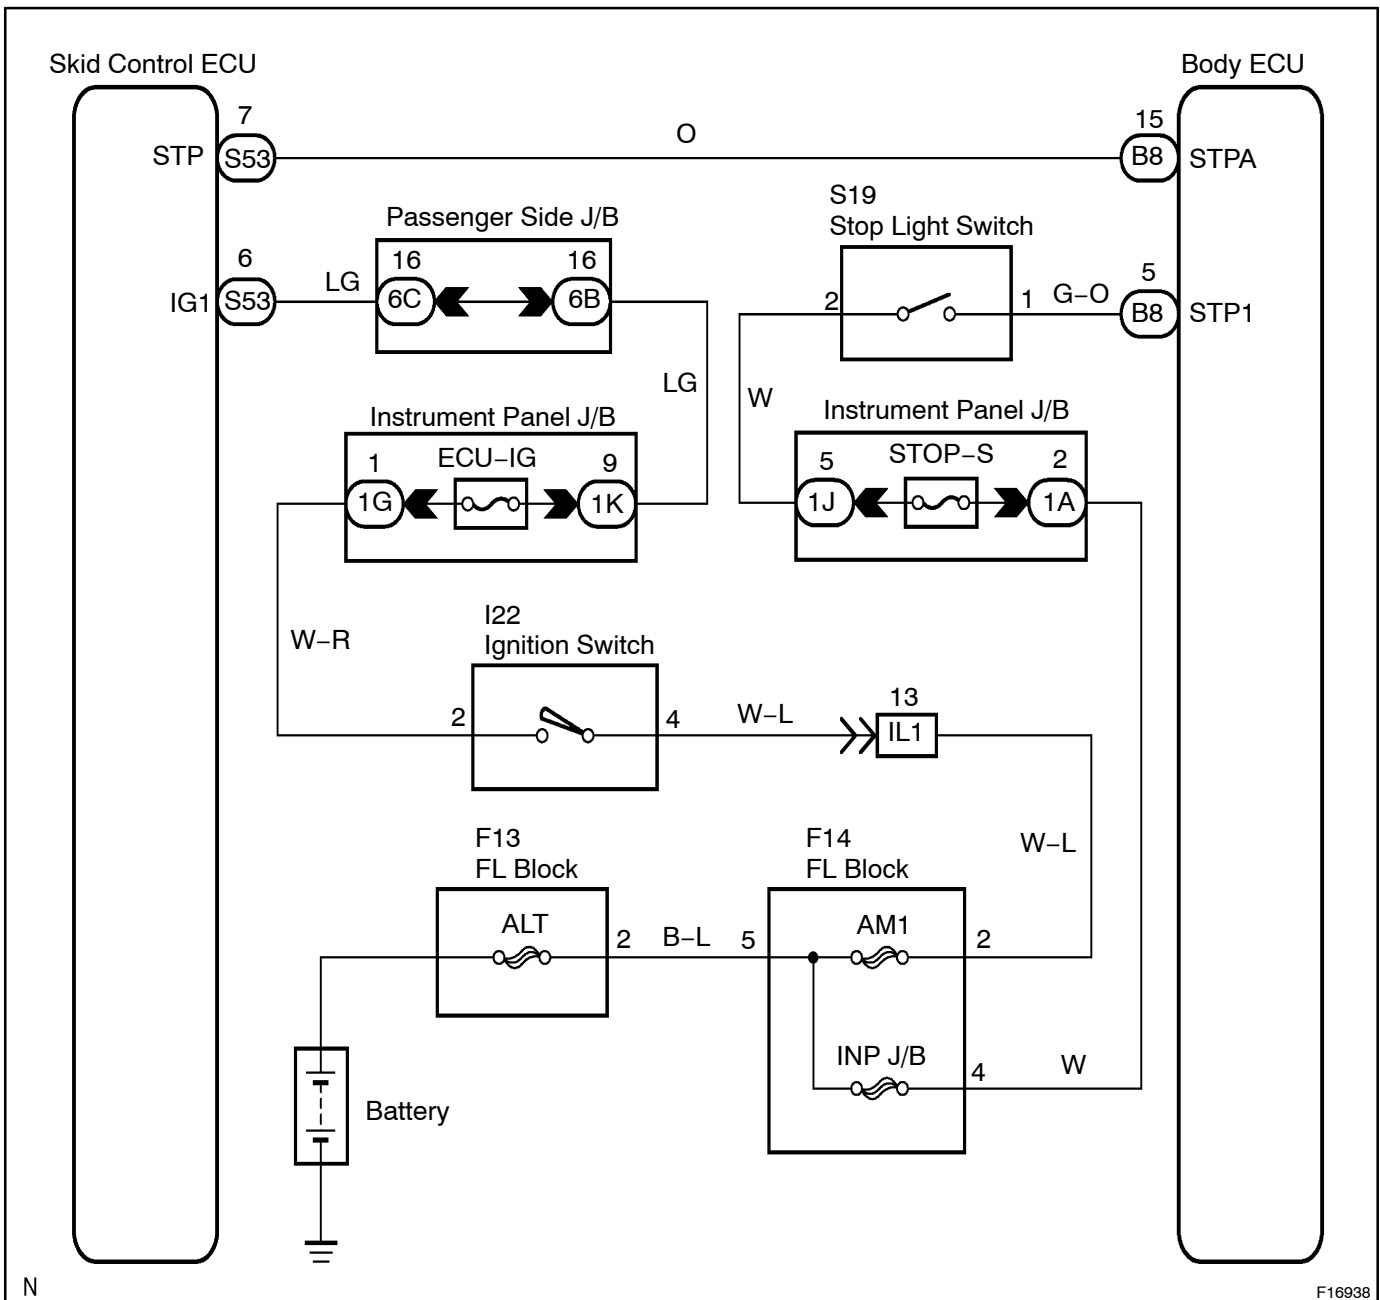 Skid Control ECU
Body ECU
7
O
15
STP
S53
B8
STPA
S19
Stop Light Switch
Passenger Side J/B
6
LG
16
16
5
IG1
S53
6C
6B
2
1
G–O
B8
STP1
LG
W
Instrument Panel J/B
Instrument Panel J/B
1
ECU–IG
9
5
STOP–S
2
1G
1K
1J
1A
I22
Ignition Switch
W–R
2
4
W–L
13
IL1
F13
FL Block
F14
FL Block
W–L
ALT
2
B–L
5
AM1
2
INP J/B
4
W
Battery
N
F16938